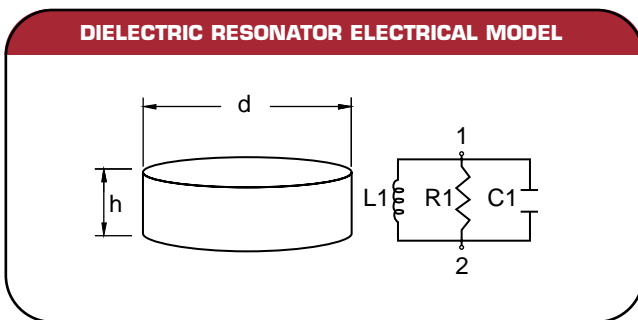 DIELECTRIC RESONATOR ELECTRICAL MODEL
d
h
1
L1 R1 C1
2